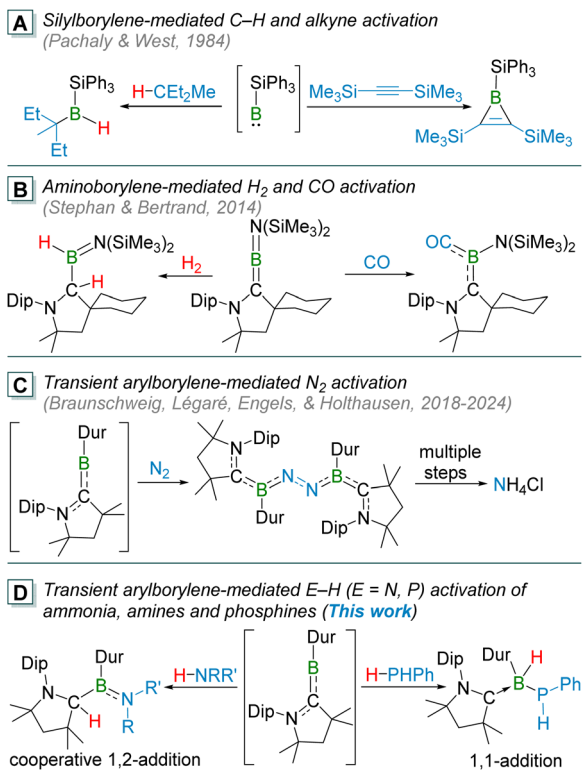 A Silylborylene-mediated C–H and alkyne activation
(Pachaly & West, 1984)
SiPh3
Et
B
H
Et
H–CEt2Me
SiPh3
B
Me3Si SiMe3
SiPh3
B
Me3Si SiMe3
B Aminoborylene-mediated H2 and CO activation
(Stephan & Bertrand, 2014)
H
B N(SiMe3)2
C H
Dip N
H2
N(SiMe3)2
B
C
Dip N
CO
OC N(SiMe3)2
B
C
Dip N
C Transient arylborylene-mediated N2 activation
(Braunschweig, Légaré, Engels, & Holthausen, 2018-2024)
Dur
B
C
Dip N
N2
Dip
N
C
B
Dur
N N
Dur
B
C
Dip N
multiple
steps
NH4Cl
D Transient arylborylene-mediated E–H (E = N, P) activation of
ammonia, amines and phosphines (This work)
Dur
Dip
B R'
N C N
H R
cooperative 1,2-addition
H–NRR'
Dur
B
C
Dip N
H–PHPh
Dip Dur H
B Ph
N C P
H
1,1-addition